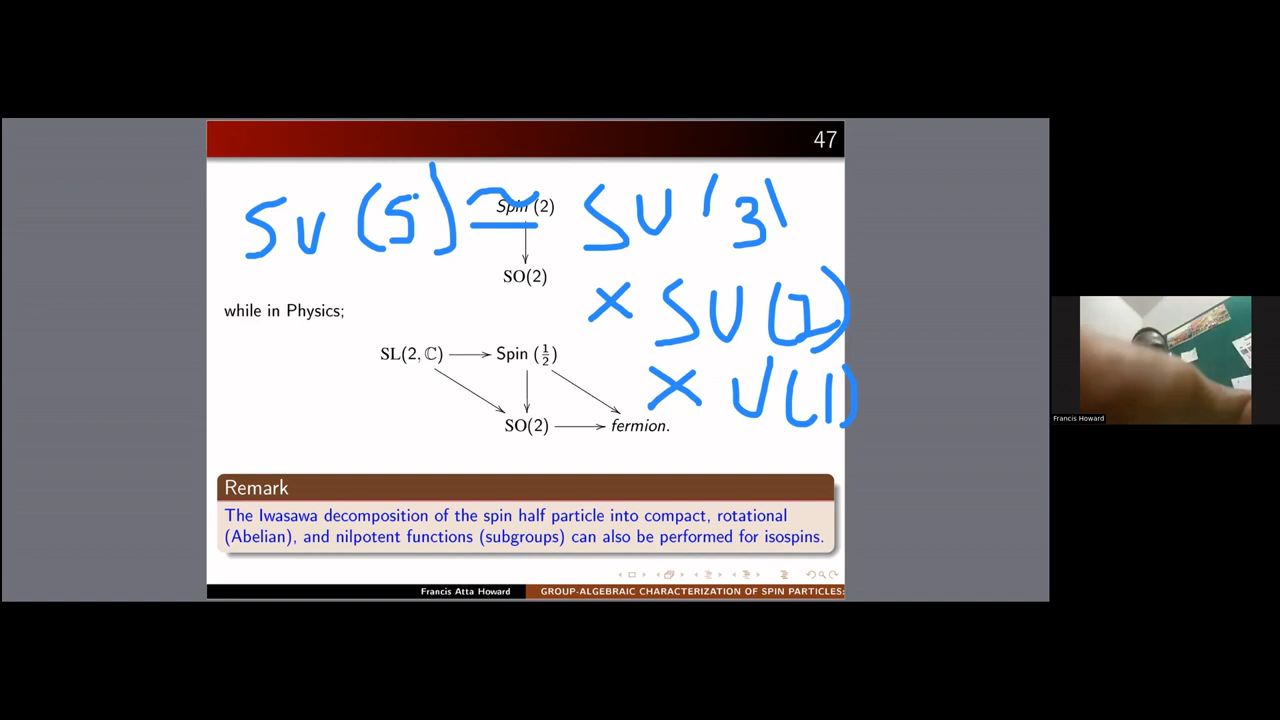 47
SU(5) ≅ SU(3)
× SU(2)
× U(1)
Spin (2)
SO(2)
while in Physics;
SL(2, ℂ) Spin (1/2)
SO(2) fermion.
Remark
The Iwasawa decomposition of the spin half particle into compact, rotational
(Abelian), and nilpotent functions (subgroups) can also be performed for isospins.
Francis Atta Howard GROUP-ALGEBRAIC CHARACTERIZATION OF SPIN PARTICLES:
Francis Howard